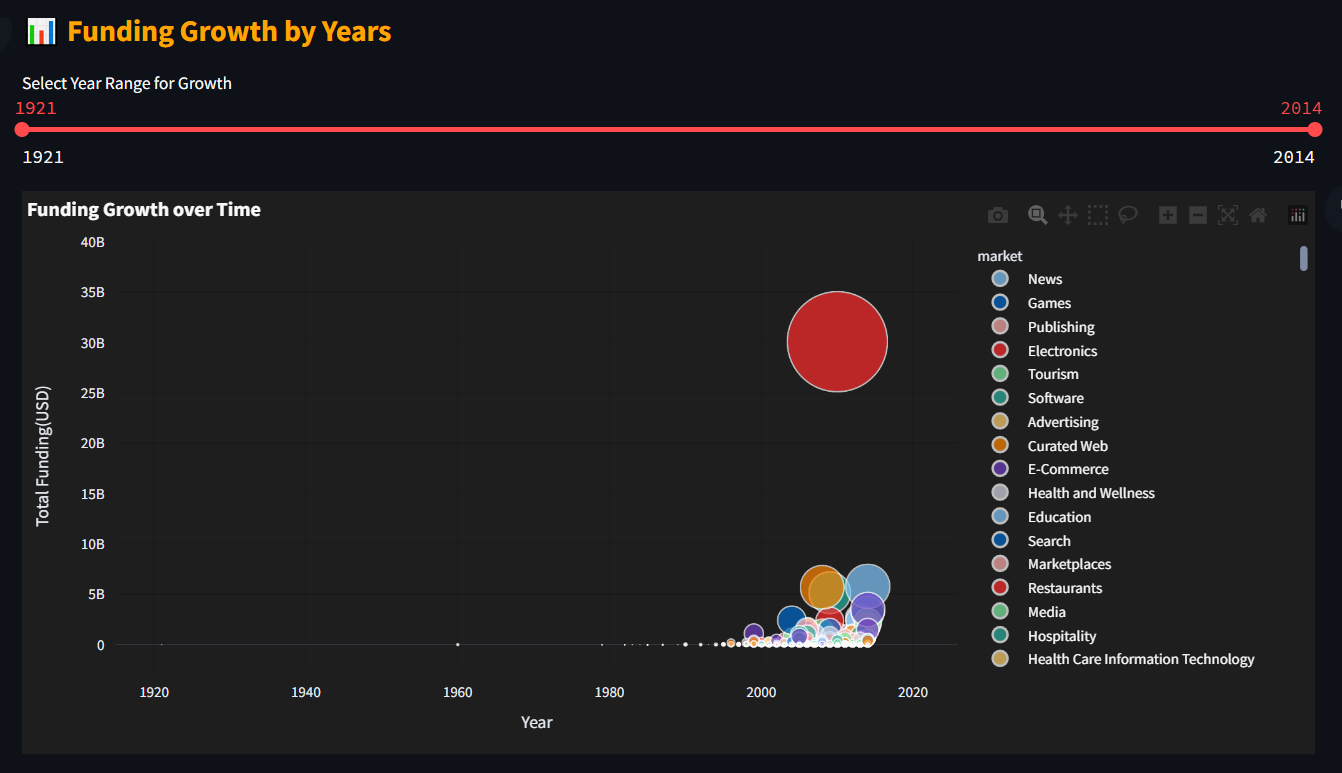 Funding Growth by Years
Select Year Range for Growth
1921 2014
1921 2014
Funding Growth over Time
40B
35B
30B
25B
20B
15B
10B
5B
0
Total Funding(USD)
1920 1940 1960 1980 2000 2020
Year
market
News
Games
Publishing
Electronics
Tourism
Software
Advertising
Curated Web
E-Commerce
Health and Wellness
Education
Search
Marketplaces
Restaurants
Media
Hospitality
Health Care Information Technology